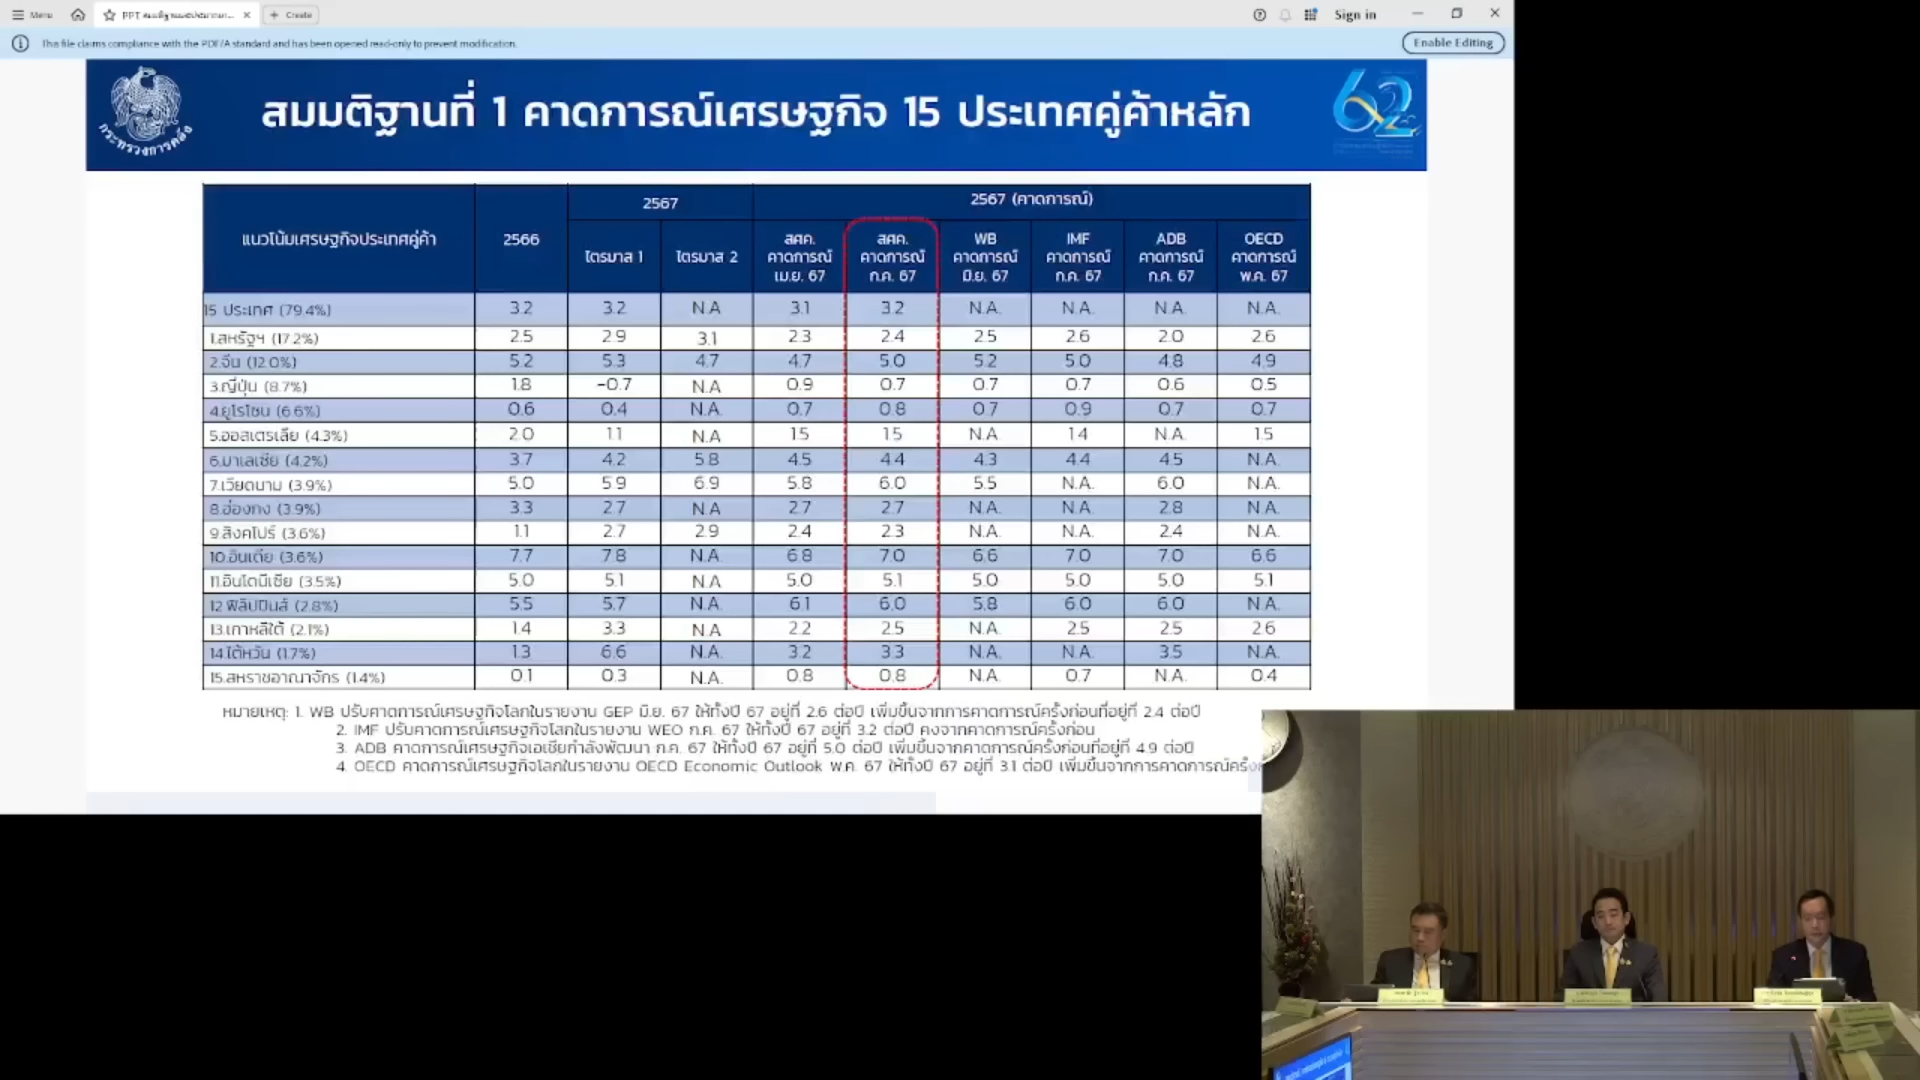 Menu
PPT
Create
Sign in
This file claims compliance with the PDF/A standard and has been opened read-only to prevent modification.
Enable Editing
กระทรวงการคลัง
สมมติฐานที่ 1 คาดการณ์เศรษฐกิจ 15 ประเทศคู่ค้าหลัก
62
แนวโน้มเศรษฐกิจประเทศคู่ค้า 2566 2567 2567 (คาดการณ์)
ไตรมาส 1 ไตรมาส 2 สศค. คาดการณ์ เม.ย. 67 สศค. คาดการณ์ ก.ค. 67 WB คาดการณ์ มิ.ย. 67 IMF คาดการณ์ ก.ค. 67 ADB คาดการณ์ ก.ค. 67 OECD คาดการณ์ พ.ค. 67
15 ประเทศ (79.4%) 3.2 3.2 N.A 3.1 3.2 N.A. N.A. N.A. N.A.
1.สหรัฐฯ (17.2%) 2.5 2.9 3.1 2.3 2.4 2.5 2.6 2.0 2.6
2.จีน (12.0%) 5.2 5.3 4.7 4.7 5.0 5.2 5.0 4.8 4.9
3.ญี่ปุ่น (8.7%) 1.8 -0.7 N.A 0.9 0.7 0.7 0.7 0.6 0.5
4.ยูโรโซน (6.6%) 0.6 0.4 N.A. 0.7 0.8 0.7 0.9 0.7 0.7
5.ออสเตรเลีย (4.3%) 2.0 1.1 N.A 1.5 1.5 N.A 1.4 N.A. 1.5
6.มาเลเซีย (4.2%) 3.7 4.2 5.8 4.5 4.4 4.3 4.4 4.5 N.A.
7.เวียดนาม (3.9%) 5.0 5.9 6.9 5.8 6.0 5.5 N.A. 6.0 N.A.
8.ฮ่องกง (3.9%) 3.3 2.7 N.A 2.7 2.7 N.A. N.A. 2.8 N.A.
9.สิงคโปร์ (3.6%) 1.1 2.7 2.9 2.4 2.3 N.A. N.A. 2.4 N.A.
10.อินเดีย (3.6%) 7.7 7.8 N.A. 6.8 7.0 6.6 7.0 7.0 6.6
11.อินโดนีเซีย (3.5%) 5.0 5.1 N.A 5.0 5.1 5.0 5.0 5.0 5.1
12.ฟิลิปปินส์ (2.8%) 5.5 5.7 N.A. 6.1 6.0 5.8 6.0 6.0 N.A.
13.เกาหลีใต้ (2.1%) 1.4 3.3 N.A 2.2 2.5 N.A. 2.5 2.5 2.6
14.ไต้หวัน (1.7%) 1.3 6.6 N.A. 3.2 3.3 N.A. N.A. 3.5 N.A.
15.สหราชอาณาจักร (1.4%) 0.1 0.3 N.A. 0.8 0.8 N.A. 0.7 N.A. 0.4
หมายเหตุ: 1. WB ปรับคาดการณ์เศรษฐกิจโลกในรายงาน GEP มิ.ย. 67 ให้ทั้งปี 67 อยู่ที่ 2.6 ต่อปี เพิ่มขึ้นจากการคาดการณ์ครั้งก่อนที่อยู่ที่ 2.4 ต่อปี
2. IMF ปรับคาดการณ์เศรษฐกิจโลกในรายงาน WEO ก.ค. 67 ให้ทั้งปี 67 อยู่ที่ 3.2 ต่อปี คงจากคาดการณ์ครั้งก่อน
3. ADB คาดการณ์เศรษฐกิจเอเชียกำลังพัฒนา ก.ค. 67 ให้ทั้งปี 67 อยู่ที่ 5.0 ต่อปี เพิ่มขึ้นจากคาดการณ์ครั้งก่อนที่อยู่ที่ 4.9 ต่อปี
4. OECD คาดการณ์เศรษฐกิจโลกในรายงาน OECD Economic Outlook พ.ค. 67 ให้ทั้งปี 67 อยู่ที่ 3.1 ต่อปี เพิ่มขึ้นจากการคาดการณ์ครั้ง